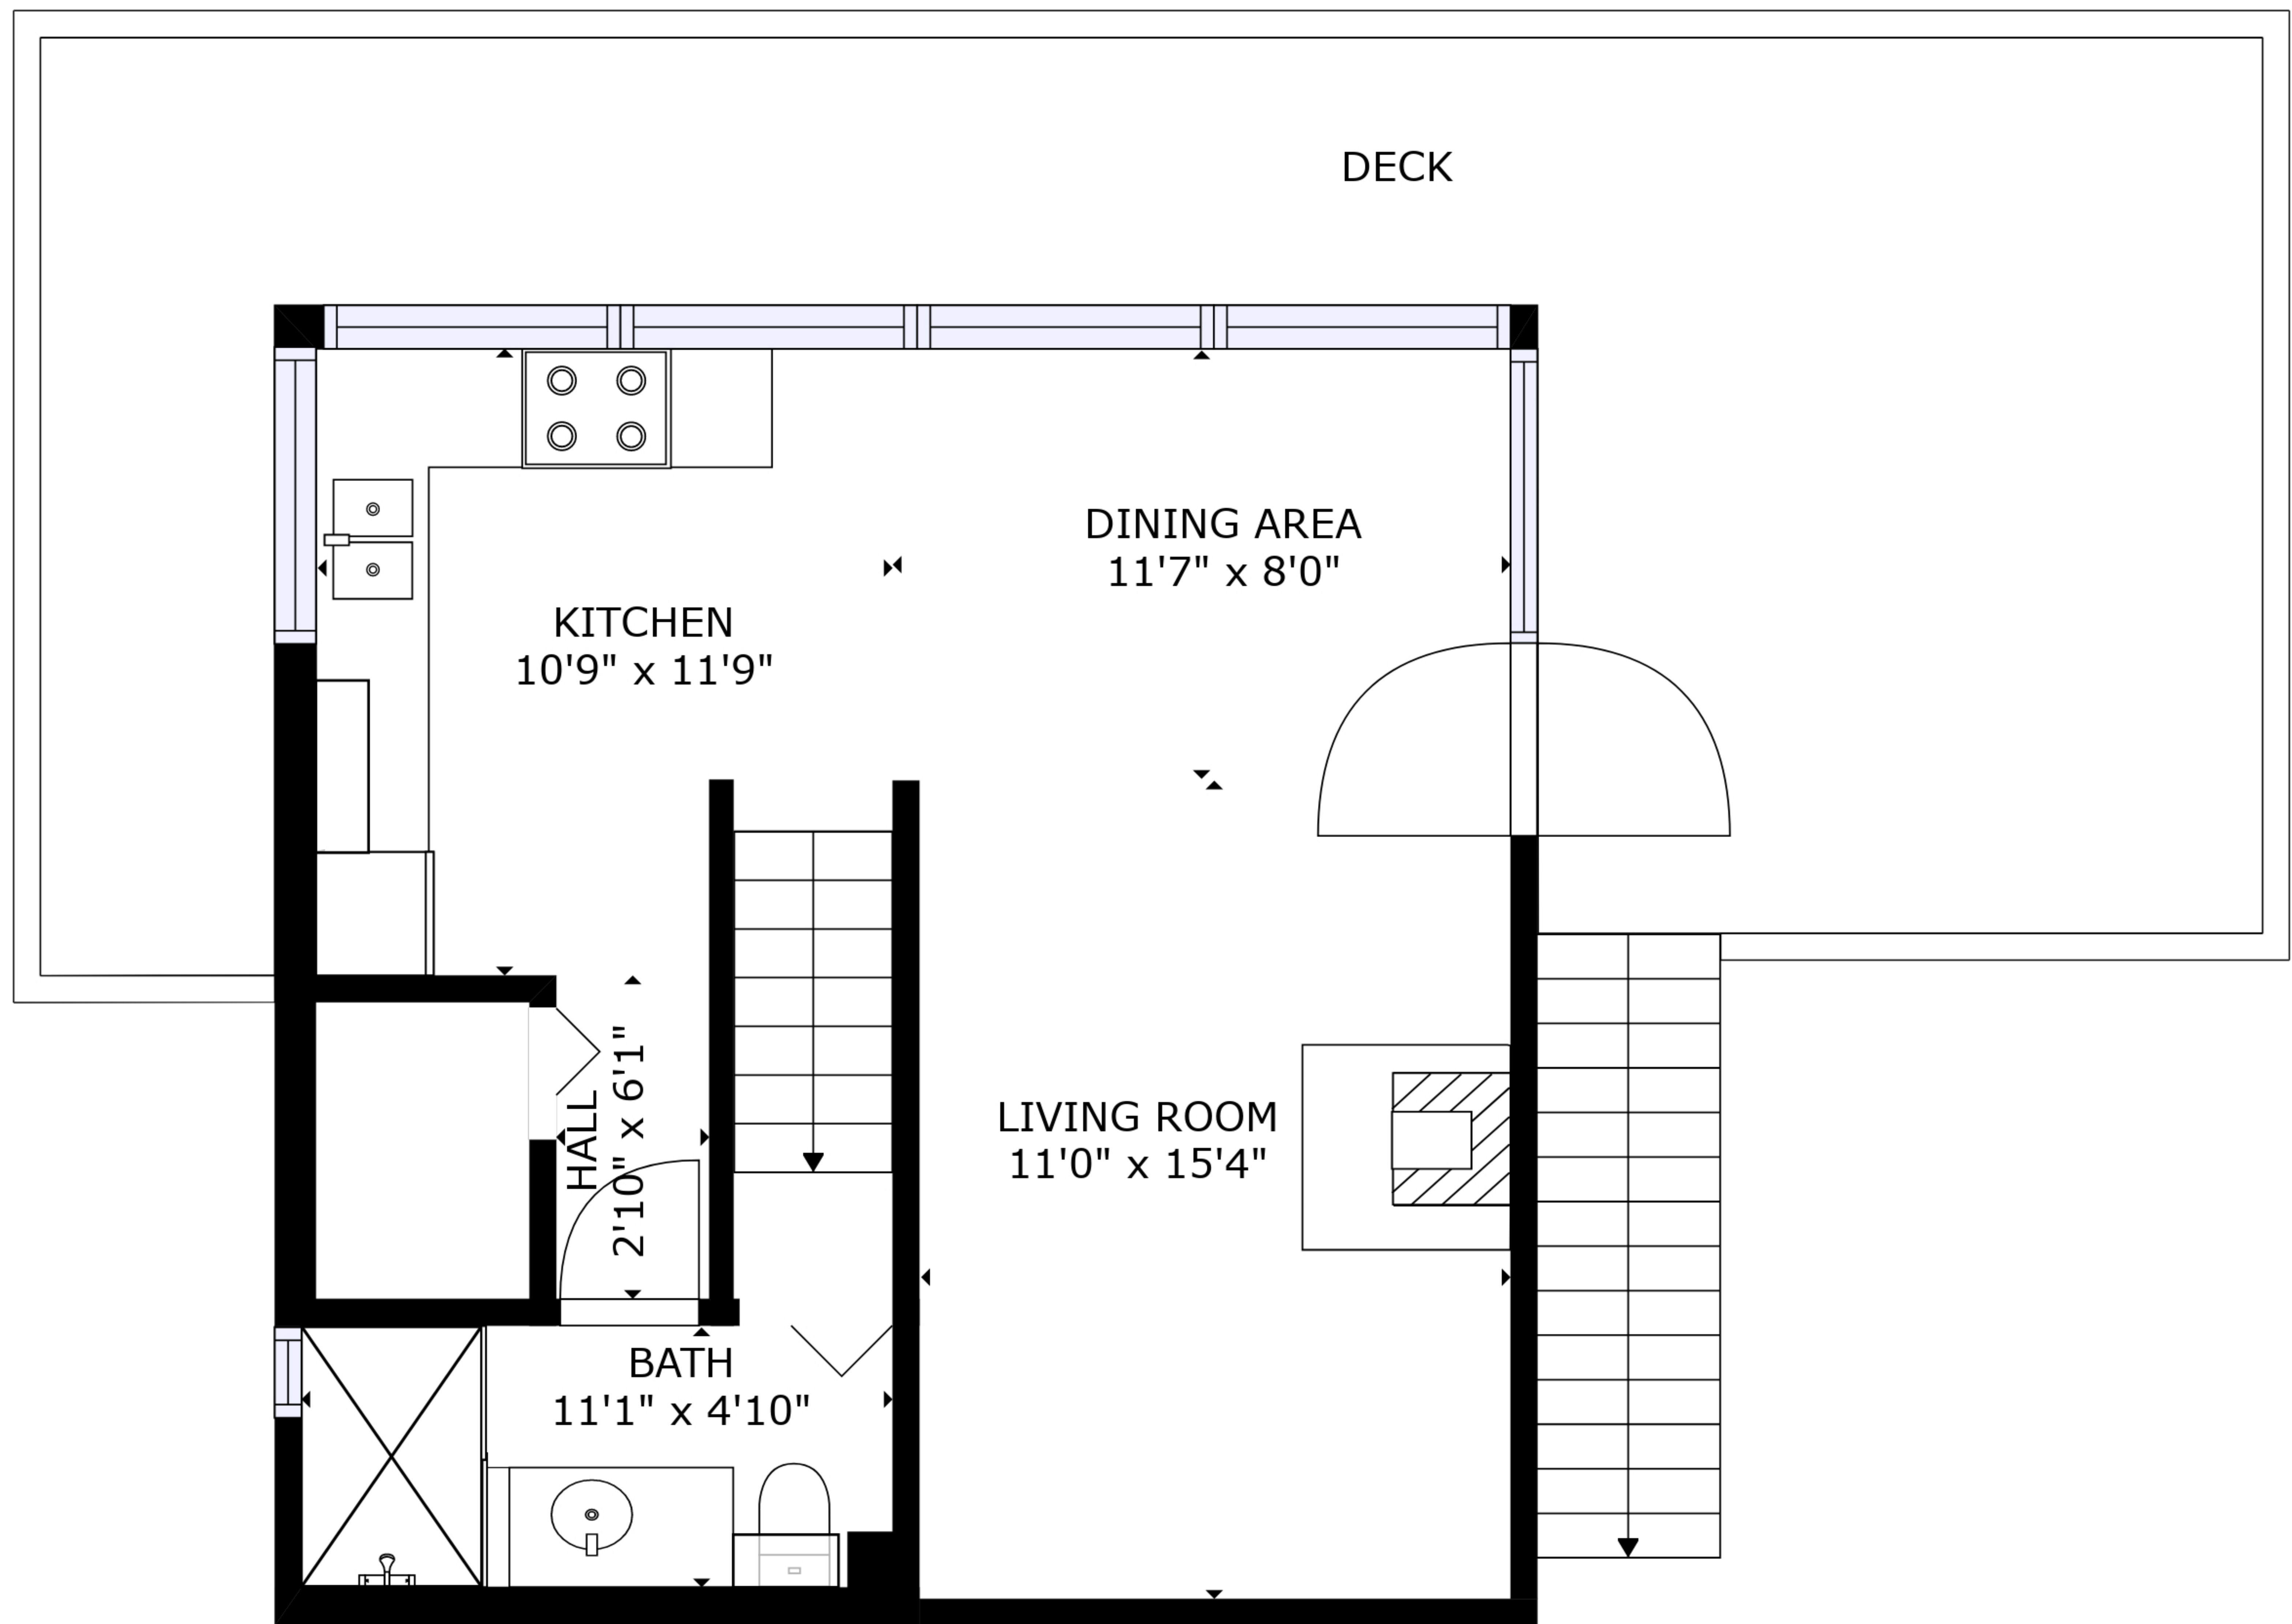 DECK
DINING AREA
11'7" x 8'0"
KITCHEN
10'9" x 11'9"
HALL
2'10" x 6'1"
LIVING ROOM
11'0" x 15'4"
BATH
11'1" x 4'10"